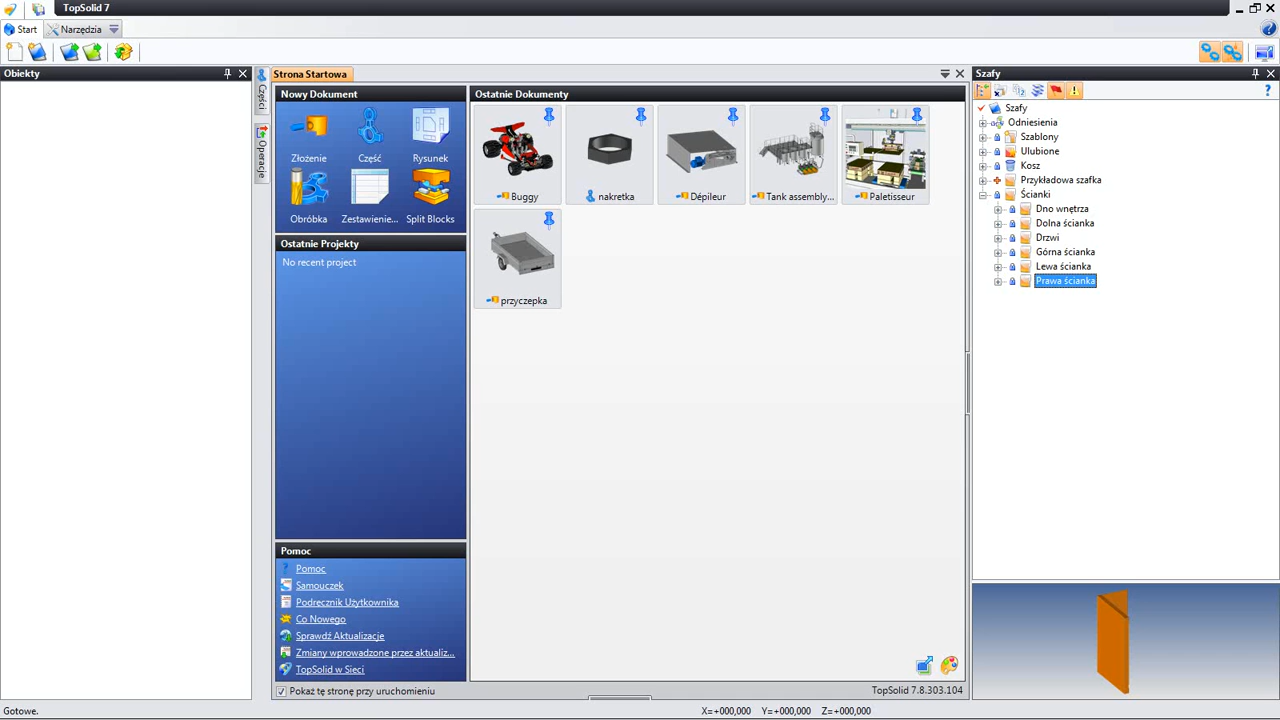 TopSolid 7
Start
Narzędzia
Obiekty
Części
Operacje
Strona Startowa
Nowy Dokument
Złożenie
Część
Rysunek
Obróbka
Zestawienie...
Split Blocks
Ostatnie Projekty
No recent project
Pomoc
Pomoc
Samouczek
Podręcznik Użytkownika
Co Nowego
Sprawdź Aktualizacje
Zmiany wprowadzone przez aktualiz...
TopSolid w Sieci
Pokaż tę stronę przy uruchomieniu
Ostatnie Dokumenty
Buggy
nakretka
Dépileur
Tank assembly...
Paletisseur
przyczepka
TopSolid 7.8.303.104
Szafy
Szafy
Odniesienia
Szablony
Ulubione
Kosz
Przykładowa szafka
Ścianki
Dno wnętrza
Dolna ścianka
Drzwi
Górna ścianka
Lewa ścianka
Prawa ścianka
Gotowe.
X=+000,000 Y=+000,000 Z=+000,000